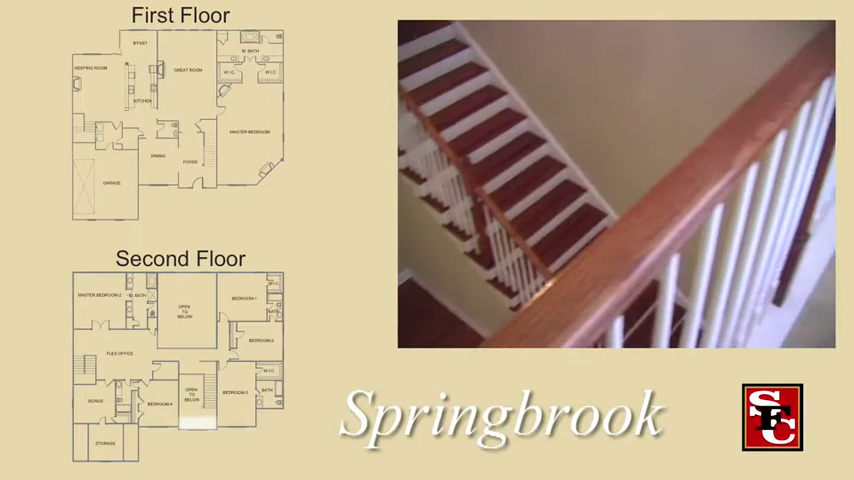 First Floor
B'FAST
M. BATH
KEEPING ROOM
GREAT ROOM
W.I.C.
W.I.C.
KITCHEN
MASTER BEDROOM
DINING
FOYER
GARAGE
Second Floor
MASTER BEDROOM-2
M. BATH
OPEN
TO
BELOW
BEDROOM-1
W.I.C.
BATH
BEDROOM-2
FLEX OFFICE
W.I.C.
BEDROOM-4
OPEN
TO
BELOW
BEDROOM-3
BATH
STORAGE
Springbrook
SFC